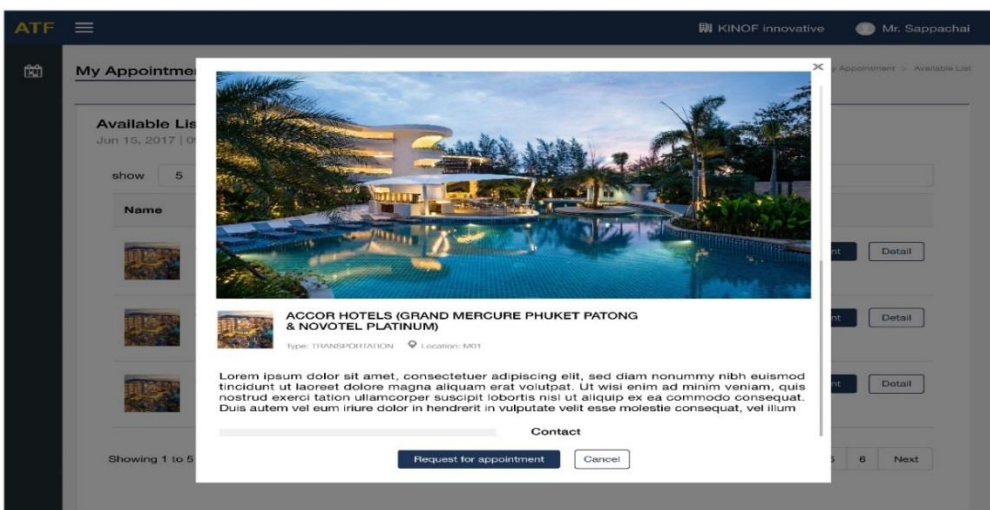 ATF
KINOF innovative
Mr. Sappachai
My Appointme
y Appointment > Available List
×
Available Lis
Jun 15, 2017 | 0
show 5
Name
Detail
nt
ACCOR HOTELS (GRAND MERCURE PHUKET PATONG
& NOVOTEL PLATINUM)
Type: TRANSPORTATION Location: M01
nt
Detail
Lorem ipsum dolor sit amet, consectetuer adipiscing elit, sed diam nonummy nibh euismod
tincidunt ut laoreet dolore magna aliquam erat volutpat. Ut wisi enim ad minim veniam, quis
nostrud exerci tation ullamcorper suscipit lobortis nisl ut aliquip ex ea commodo consequat.
Duis autem vel eum iriure dolor in hendrerit in vulputate velit esse molestie consequat, vel illum
nt
Detail
Contact
Request for appointment
Cancel
Showing 1 to 5
6
Next